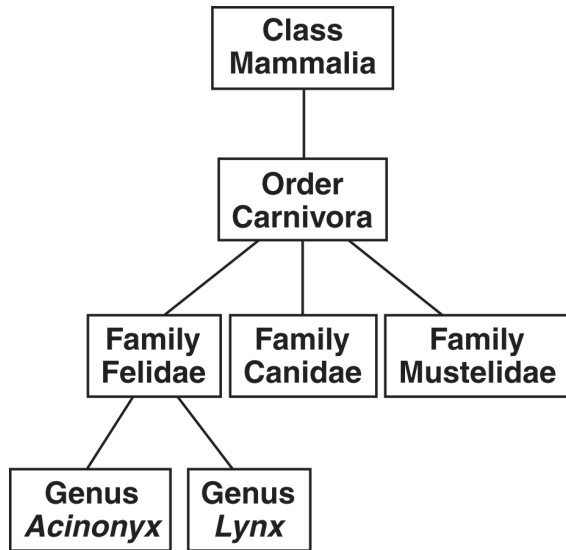 Class
Mammalia
Order
Carnivora
Family
Felidae
Family
Canidae
Family
Mustelidae
Genus
Acinonyx
Genus
Lynx